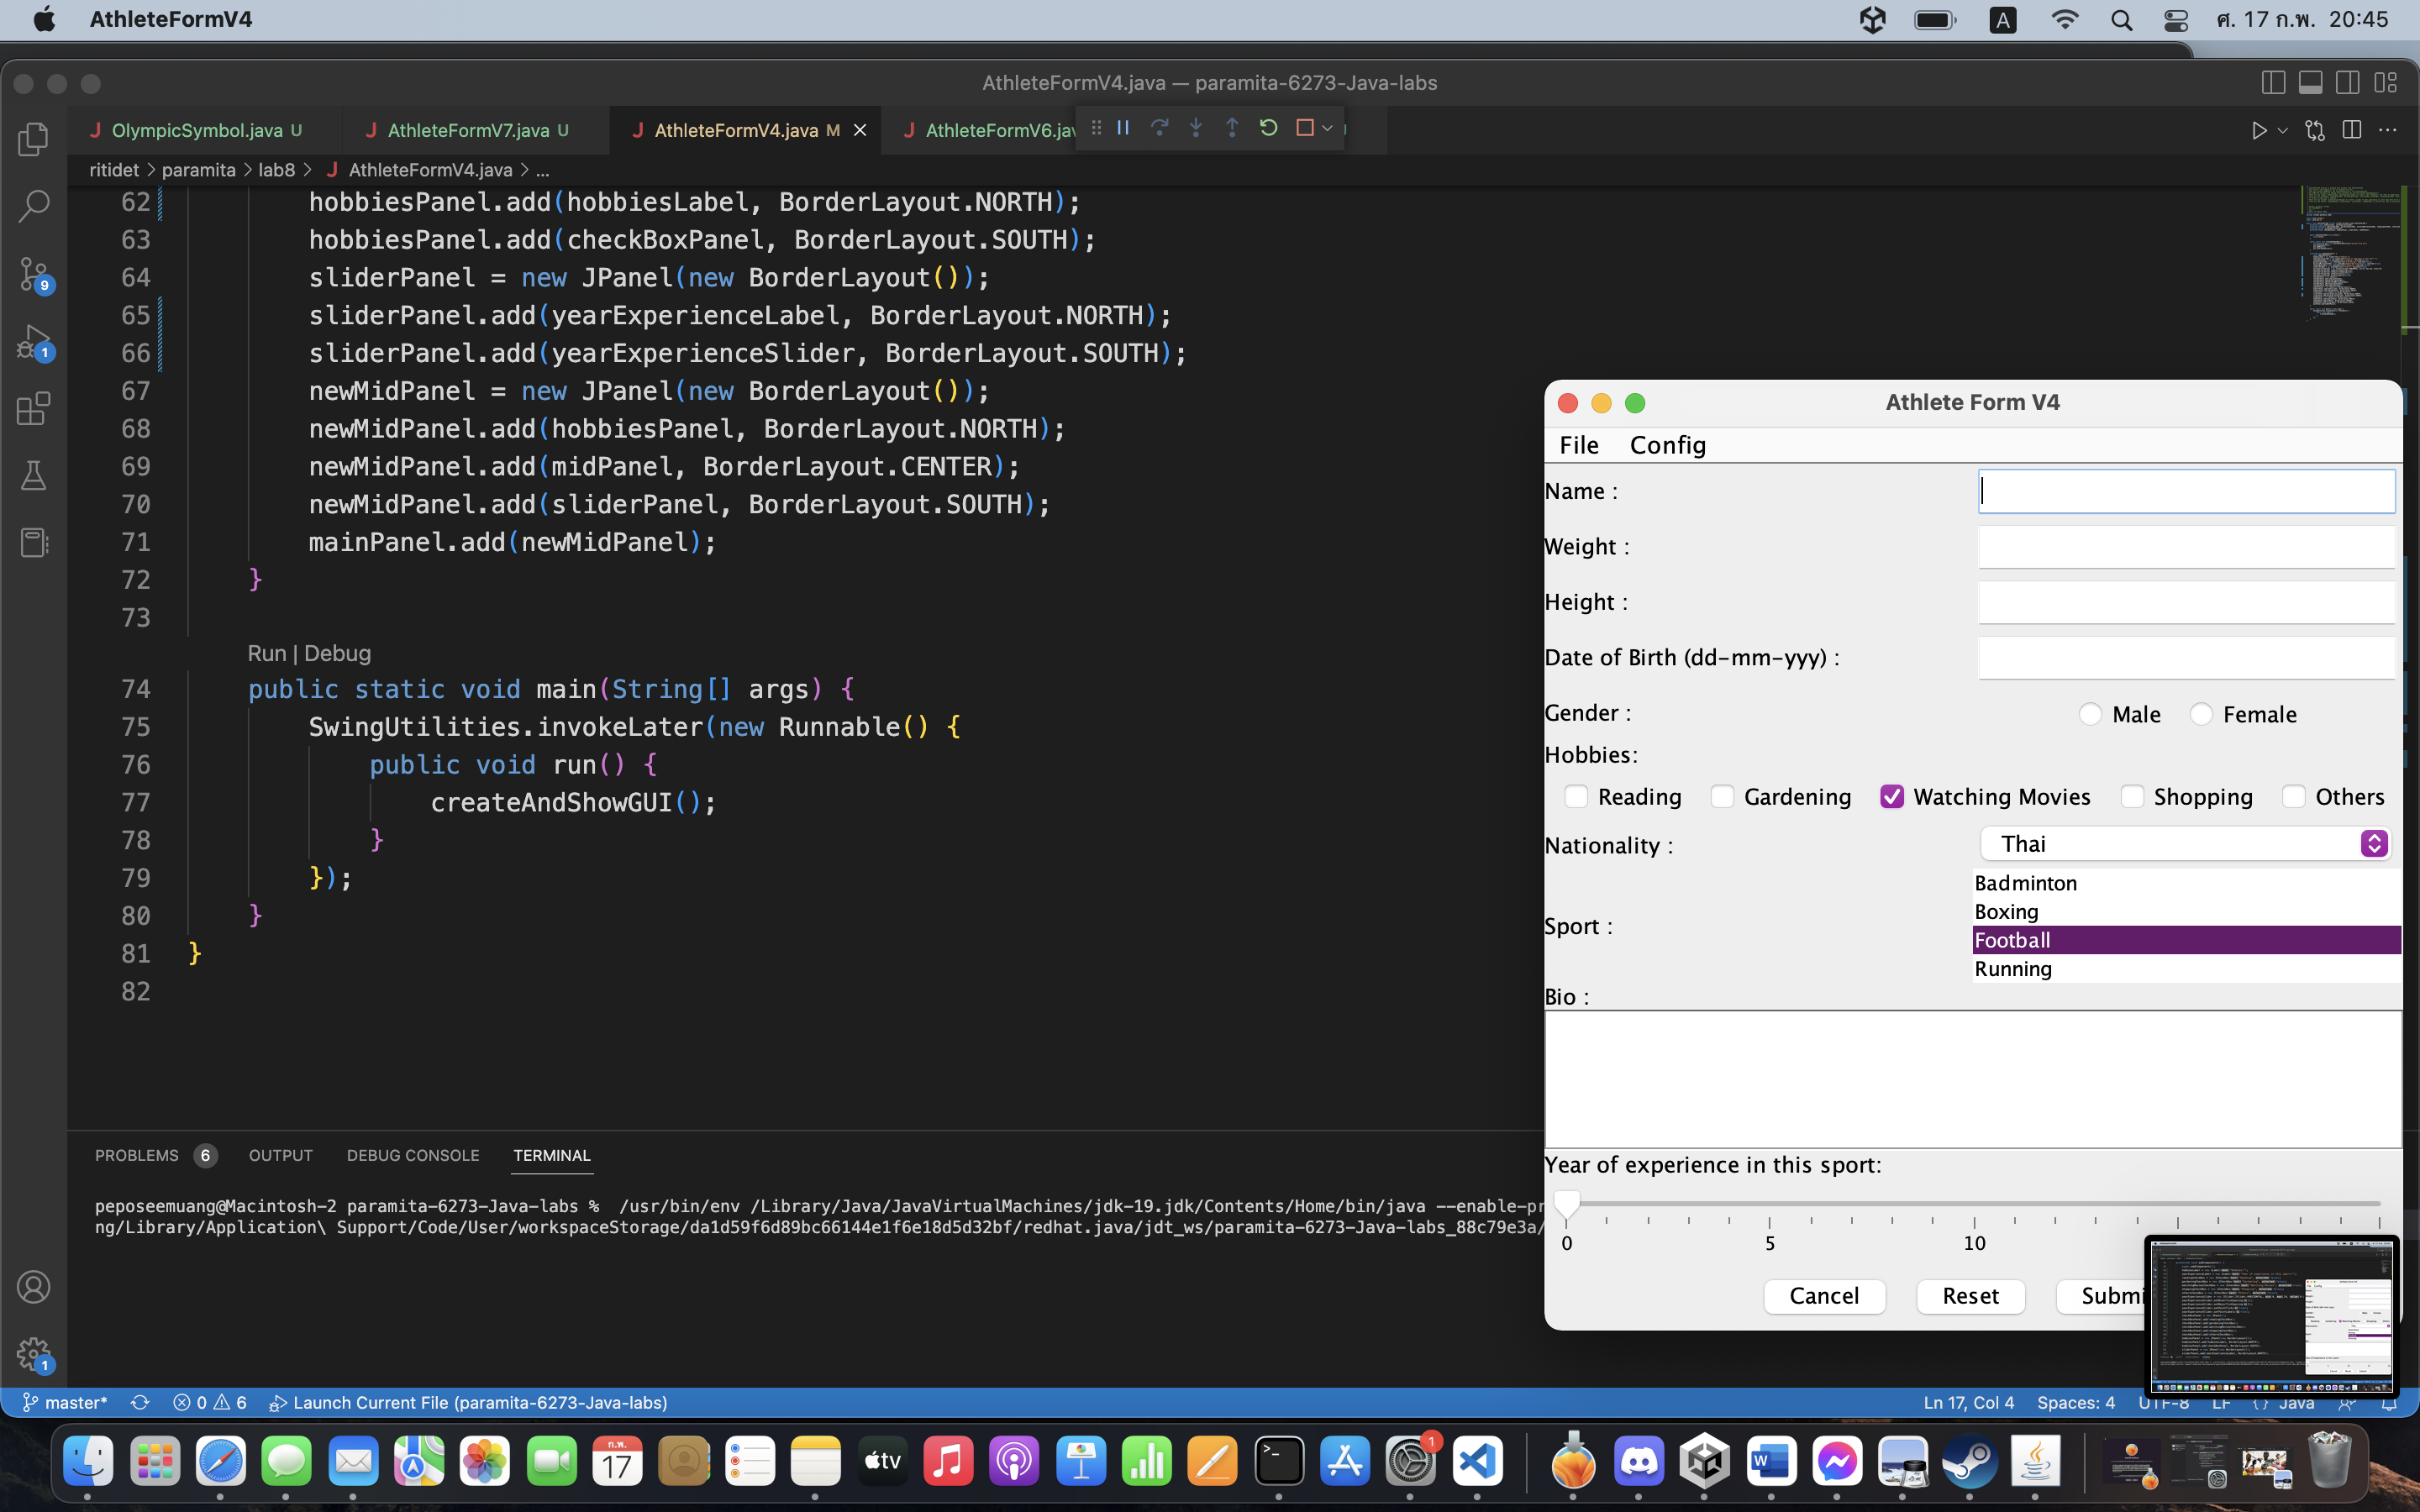 AthleteFormV4
A
ศ. 17 ก.พ. 20:45
AthleteFormV4.java — paramita-6273-Java-labs
J OlympicSymbol.java U
J AthleteFormV7.java U
J AthleteFormV4.java M
J AthleteFormV6.jav
ritidet > paramita > lab8 > J AthleteFormV4.java > ...
62 hobbiesPanel.add(hobbiesLabel, BorderLayout.NORTH);
63 hobbiesPanel.add(checkBoxPanel, BorderLayout.SOUTH);
64 sliderPanel = new JPanel(new BorderLayout());
65 sliderPanel.add(yearExperienceLabel, BorderLayout.NORTH);
66 sliderPanel.add(yearExperienceSlider, BorderLayout.SOUTH);
67 newMidPanel = new JPanel(new BorderLayout());
68 newMidPanel.add(hobbiesPanel, BorderLayout.NORTH);
69 newMidPanel.add(midPanel, BorderLayout.CENTER);
70 newMidPanel.add(sliderPanel, BorderLayout.SOUTH);
71 mainPanel.add(newMidPanel);
72 }
73
Run | Debug
74 public static void main(String[] args) {
75 SwingUtilities.invokeLater(new Runnable() {
76 public void run() {
77 createAndShowGUI();
78 }
79 });
80 }
81 }
82
9
1
1
Athlete Form V4
File Config
Name :
Weight :
Height :
Date of Birth (dd-mm-yyy) :
Gender : Male Female
Hobbies:
Reading Gardening Watching Movies Shopping Others
Nationality : Thai
Badminton
Boxing
Sport :
Football
Running
Bio :
Year of experience in this sport:
0 5 10
Cancel Reset Submi
PROBLEMS 6 OUTPUT DEBUG CONSOLE TERMINAL
peposeemuang@Macintosh-2 paramita-6273-Java-labs % /usr/bin/env /Library/Java/JavaVirtualMachines/jdk-19.jdk/Contents/Home/bin/java --enable-pr
ng/Library/Application\ Support/Code/User/workspaceStorage/da1d59f6d89bc66144e1f6e18d5d32bf/redhat.java/jdt_ws/paramita-6273-Java-labs_88c79e3a/
master* 0 6 Launch Current File (paramita-6273-Java-labs)
Ln 17, Col 4 Spaces: 4 UTF-8 LF {} Java
ก.พ.
17
tv
>_
1
W